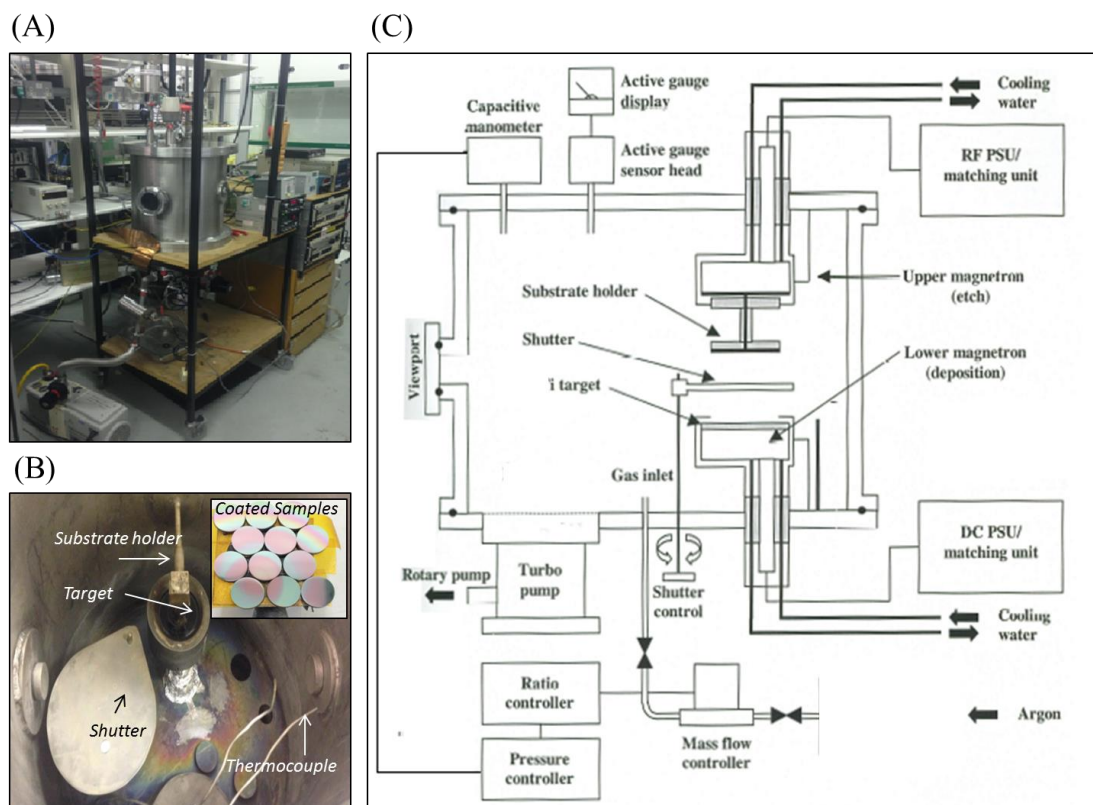 (A)
(B)
Substrate holder
Target
Shutter
Thermocouple
Coated Samples
(C)
Capacitive
manometer
Active gauge
display
Active gauge
sensor head
Cooling
water
RF PSU/
matching unit
Upper magnetron
(etch)
Substrate holder
Shutter
Viewport
i target
Lower magnetron
(deposition)
Gas inlet
Rotary pump
Turbo
pump
Shutter
control
DC PSU/
matching unit
Cooling
water
Ratio
controller
Pressure
controller
Mass flow
controller
Argon